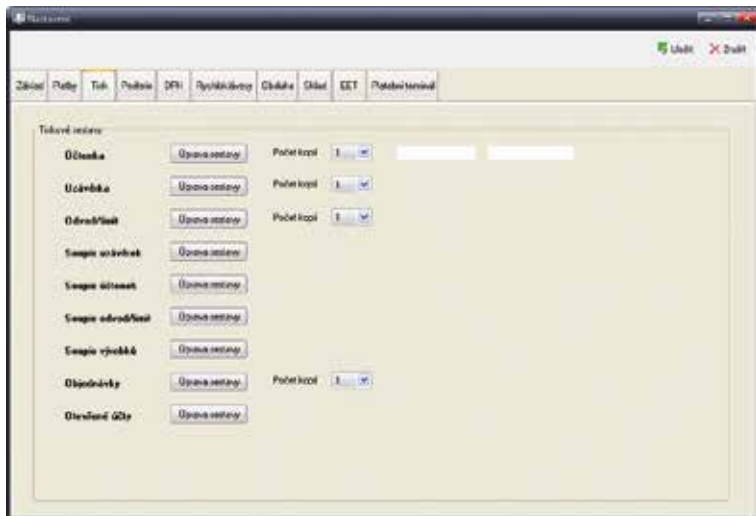 Nastavení
Uložit Zrušit
Základ Platby Tisk DPH Obsluha Sklad EET Platební terminál
Tiskové sestavy
Účtenka Úprava sestavy Počet kopií 1
Uzávěrka Úprava sestavy Počet kopií 1
Odvod/limit Úprava sestavy Počet kopií 1
Soupis uzávěrek Úprava sestavy
Soupis účtenek Úprava sestavy
Soupis odvod/limit Úprava sestavy
Soupis výrobků Úprava sestavy
Objednávky Úprava sestavy Počet kopií 1
Otevřené účty Úprava sestavy